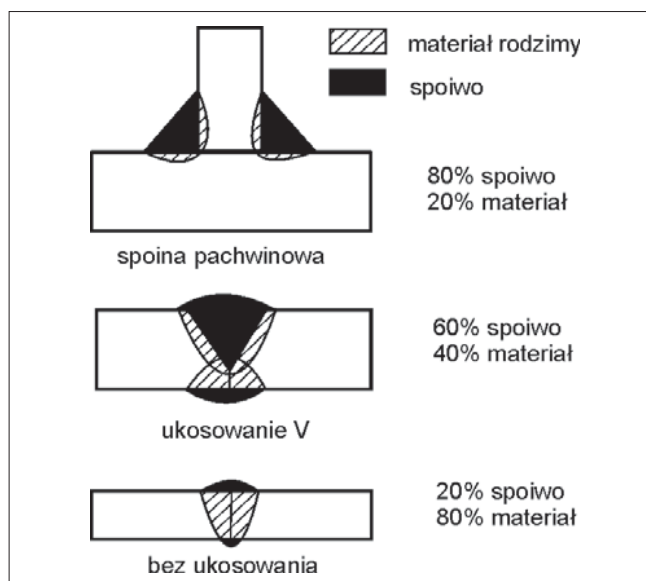 materiał rodzimy
spoiwo
80% spoiwo
20% materiał
spoina pachwinowa
60% spoiwo
40% materiał
ukosowanie V
20% spoiwo
80% materiał
bez ukosowania